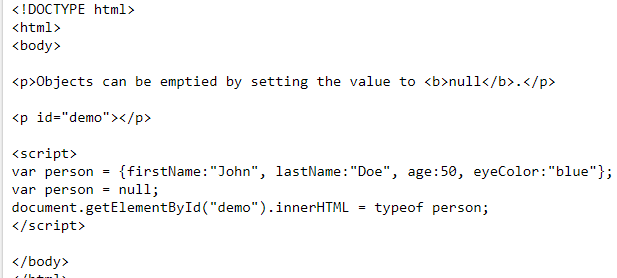 <!DOCTYPE html>
<html>
<body>
<p>Objects can be emptied by setting the value to <b>null</b>.</p>
<p id="demo"></p>
<script>
var person = {firstName:"John", lastName:"Doe", age:50, eyeColor:"blue"};
var person = null;
document.getElementById("demo").innerHTML = typeof person;
</script>
</body>